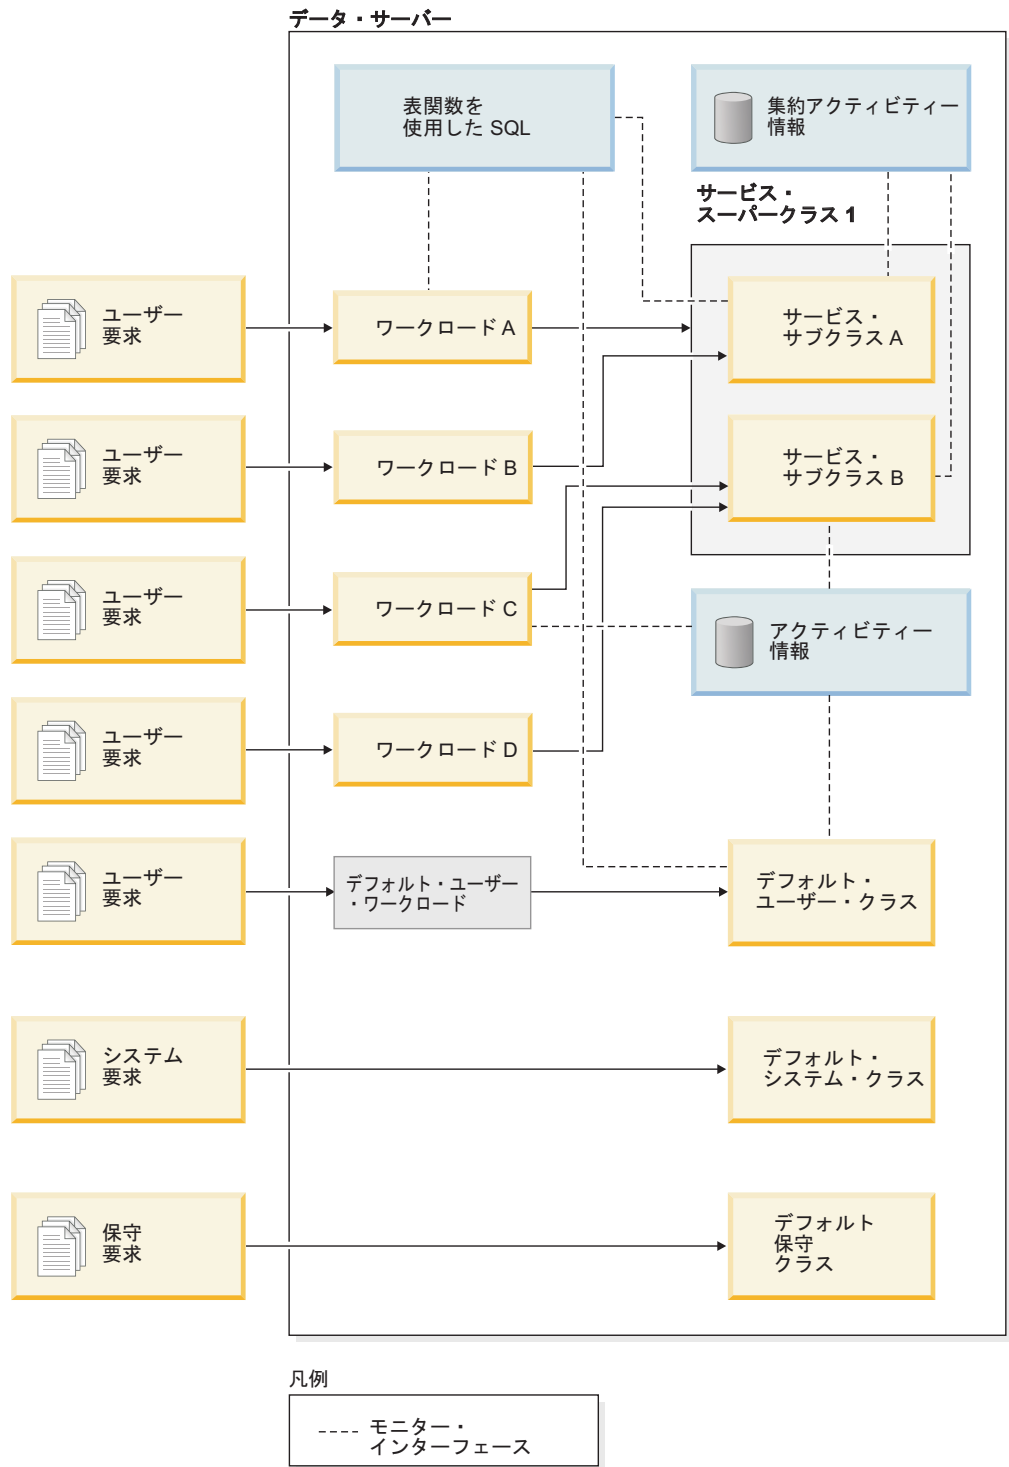 データ・サーバー
表関数を
使用した SQL
集約アクティビティー
情報
サービス・
スーパークラス 1
ユーザー
要求
ワークロード A
サービス・
サブクラス A
ユーザー
要求
ワークロード B
サービス・
サブクラス B
ユーザー
要求
ワークロード C
アクティビティー
情報
ユーザー
要求
ワークロード D
ユーザー
要求
デフォルト・ユーザー
・ワークロード
デフォルト・
ユーザー・クラス
システム
要求
デフォルト・
システム・クラス
保守
要求
デフォルト
保守
クラス
凡例
モニター・
インターフェース